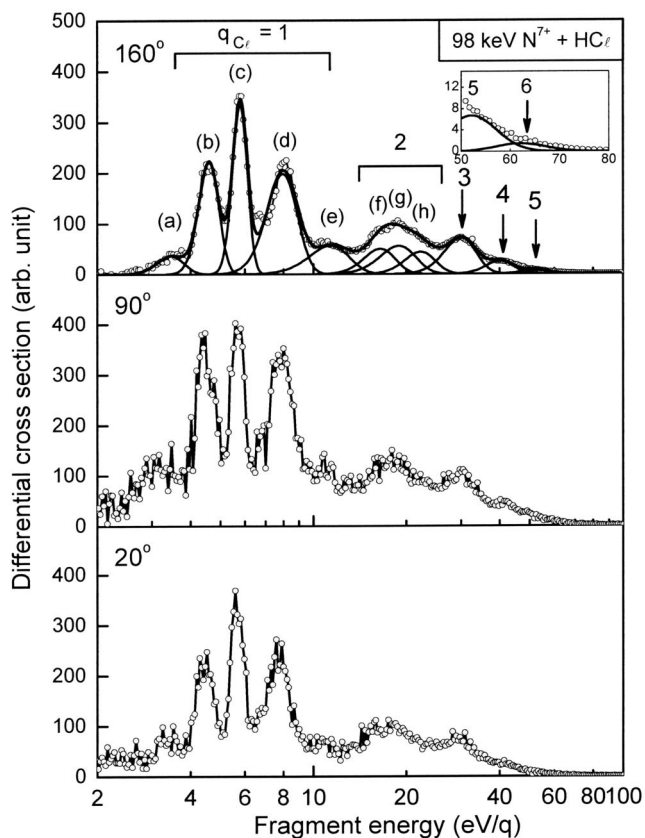 98 keV N⁷⁺ + HCℓ
160°
q_Cℓ = 1
(a)
(b)
(c)
(d)
(e)
2
(f)
(g)
(h)
3
4
5
5
6
12
8
4
0
50 60 70 80
500
400
300
200
100
0
90°
400
300
200
100
0
20°
400
300
200
100
0
2 4 6 8 10 20 40 60 80100
Differential cross section (arb. unit)
Fragment energy (eV/q)